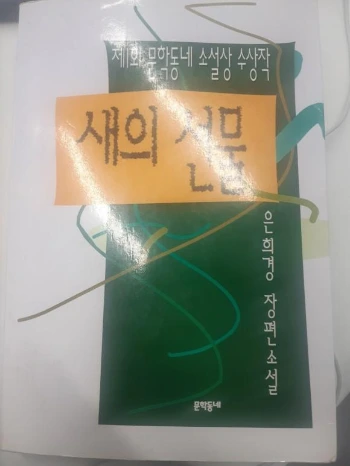 제1회 문학동네 소설상 수상작
새의 선물
은희경 장편소설
문학동네